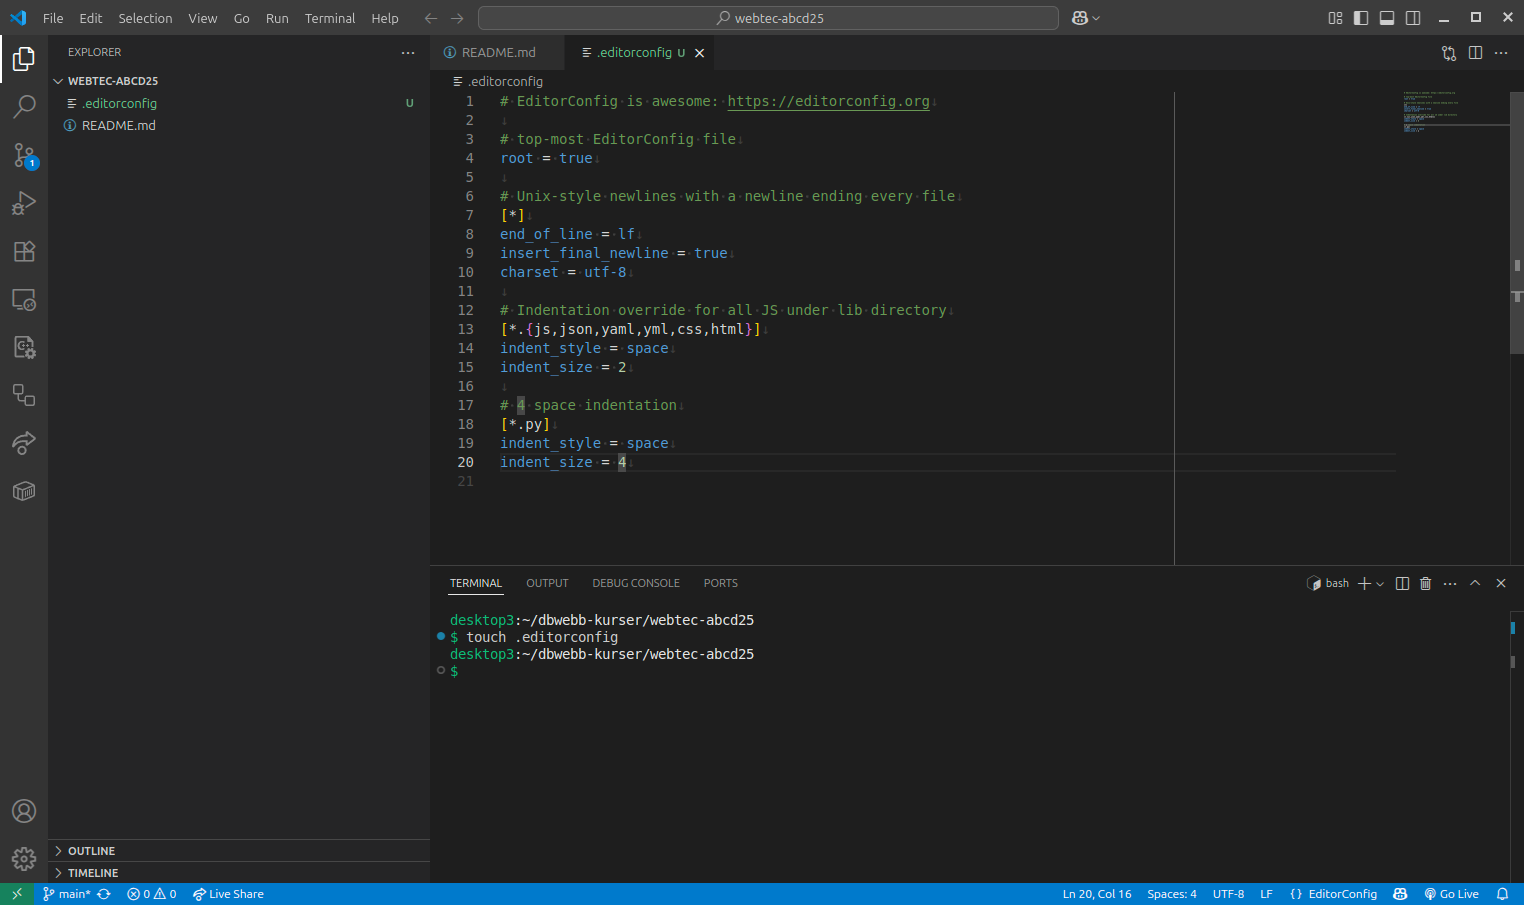 File Edit Selection View Go Run Terminal Help
webtec-abcd25
EXPLORER
WEBTEC-ABCD25
.editorconfig U
README.md
1
README.md
.editorconfig U
.editorconfig
1 # EditorConfig is awesome: https://editorconfig.org
2
3 # top-most EditorConfig file
4 root = true
5
6 # Unix-style newlines with a newline ending every file
7 [*]
8 end_of_line = lf
9 insert_final_newline = true
10 charset = utf-8
11
12 # Indentation override for all JS under lib directory
13 [*.{js,json,yaml,yml,css,html}]
14 indent_style = space
15 indent_size = 2
16
17 # 4 space indentation
18 [*.py]
19 indent_style = space
20 indent_size = 4
21
TERMINAL OUTPUT DEBUG CONSOLE PORTS
bash
desktop3:~/dbwebb-kurser/webtec-abcd25
$ touch .editorconfig
desktop3:~/dbwebb-kurser/webtec-abcd25
$
OUTLINE
TIMELINE
main* 0 0 Live Share
Ln 20, Col 16 Spaces: 4 UTF-8 LF {} EditorConfig Go Live